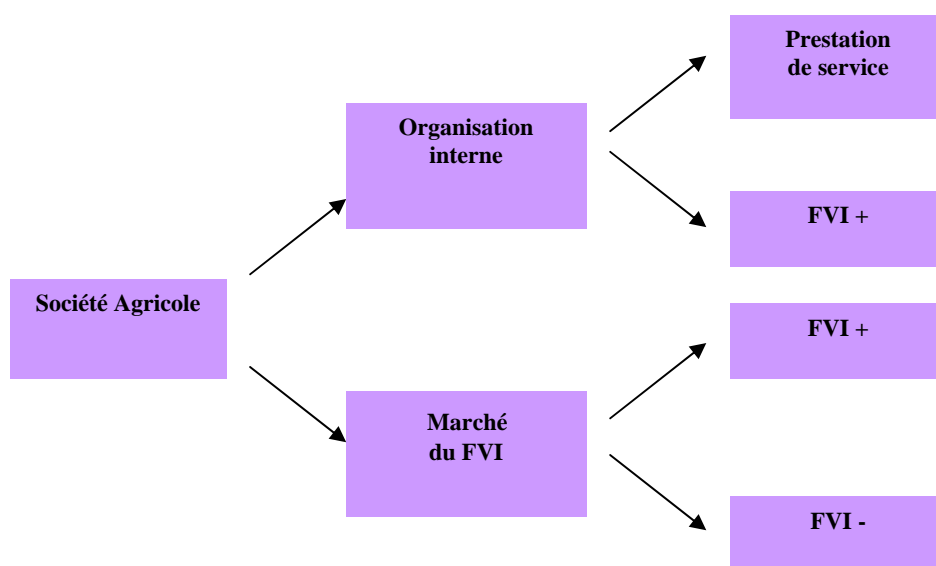 Prestation
de service
Organisation
interne
FVI +
Société Agricole
FVI +
Marché
du FVI
FVI -